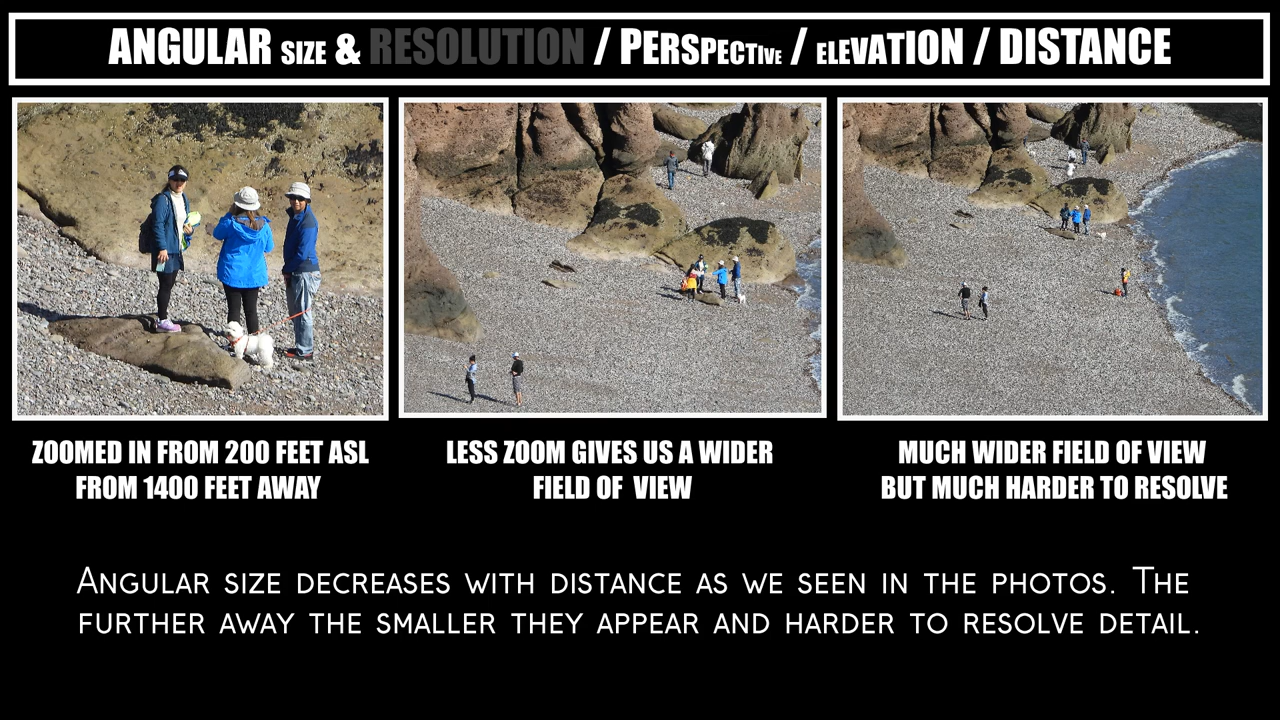 ANGULAR SIZE & RESOLUTION / PERSPECTIVE / ELEVATION / DISTANCE
ZOOMED IN FROM 200 FEET ASL
FROM 1400 FEET AWAY
LESS ZOOM GIVES US A WIDER
FIELD OF VIEW
MUCH WIDER FIELD OF VIEW
BUT MUCH HARDER TO RESOLVE
Angular size decreases with distance as we seen in the photos. The
further away the smaller they appear and harder to resolve detail.